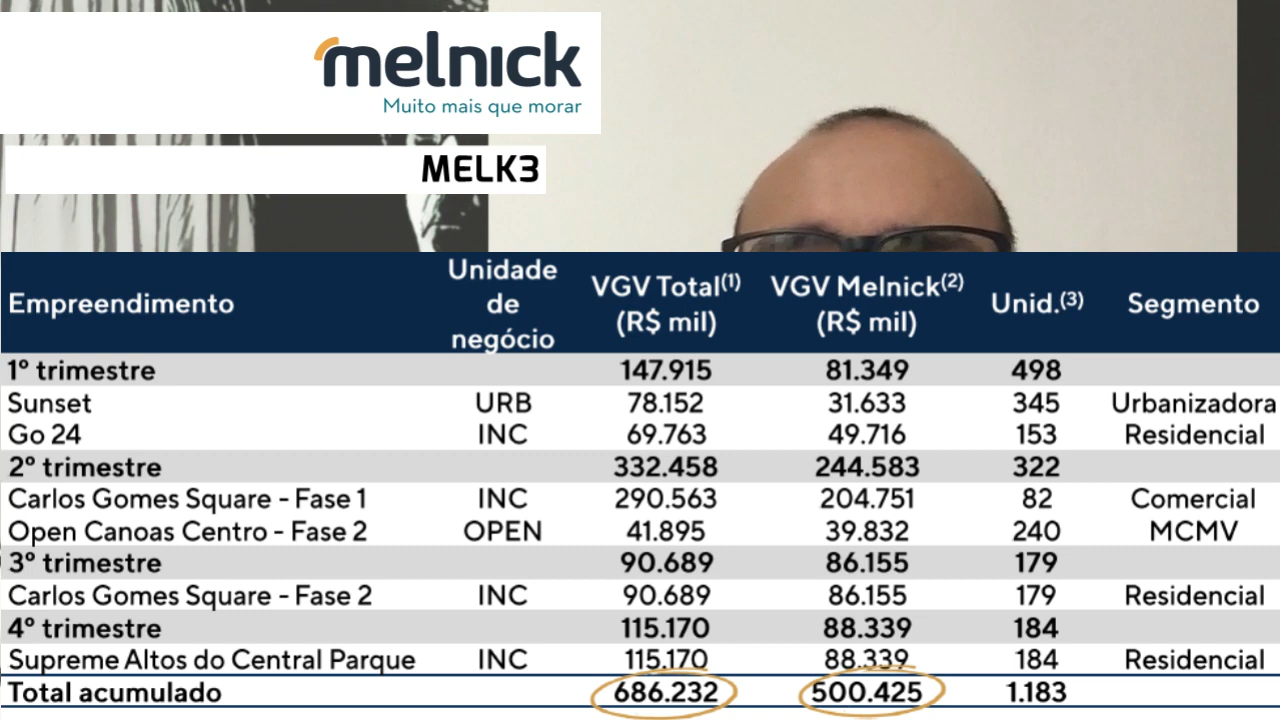 melnick
Muito mais que morar
MELK3
Empreendimento Unidade de negócio VGV Total(1) (R$ mil) VGV Melnick(2) (R$ mil) Unid.(3) Segmento
1º trimestre 147.915 81.349 498
Sunset URB 78.152 31.633 345 Urbanizadora
Go 24 INC 69.763 49.716 153 Residencial
2º trimestre 332.458 244.583 322
Carlos Gomes Square - Fase 1 INC 290.563 204.751 82 Comercial
Open Canoas Centro - Fase 2 OPEN 41.895 39.832 240 MCMV
3º trimestre 90.689 86.155 179
Carlos Gomes Square - Fase 2 INC 90.689 86.155 179 Residencial
4º trimestre 115.170 88.339 184
Supreme Altos do Central Parque INC 115.170 88.339 184 Residencial
Total acumulado 686.232 500.425 1.183